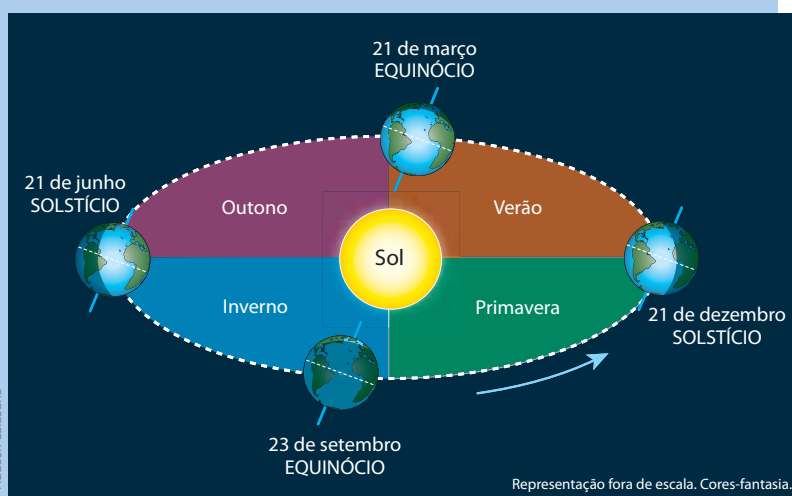 21 de março
EQUINÓCIO
21 de junho
SOLSTÍCIO
Outono
Verão
Sol
Inverno
Primavera
21 de dezembro
SOLSTÍCIO
23 de setembro
EQUINÓCIO
Representação fora de escala. Cores-fantasia.